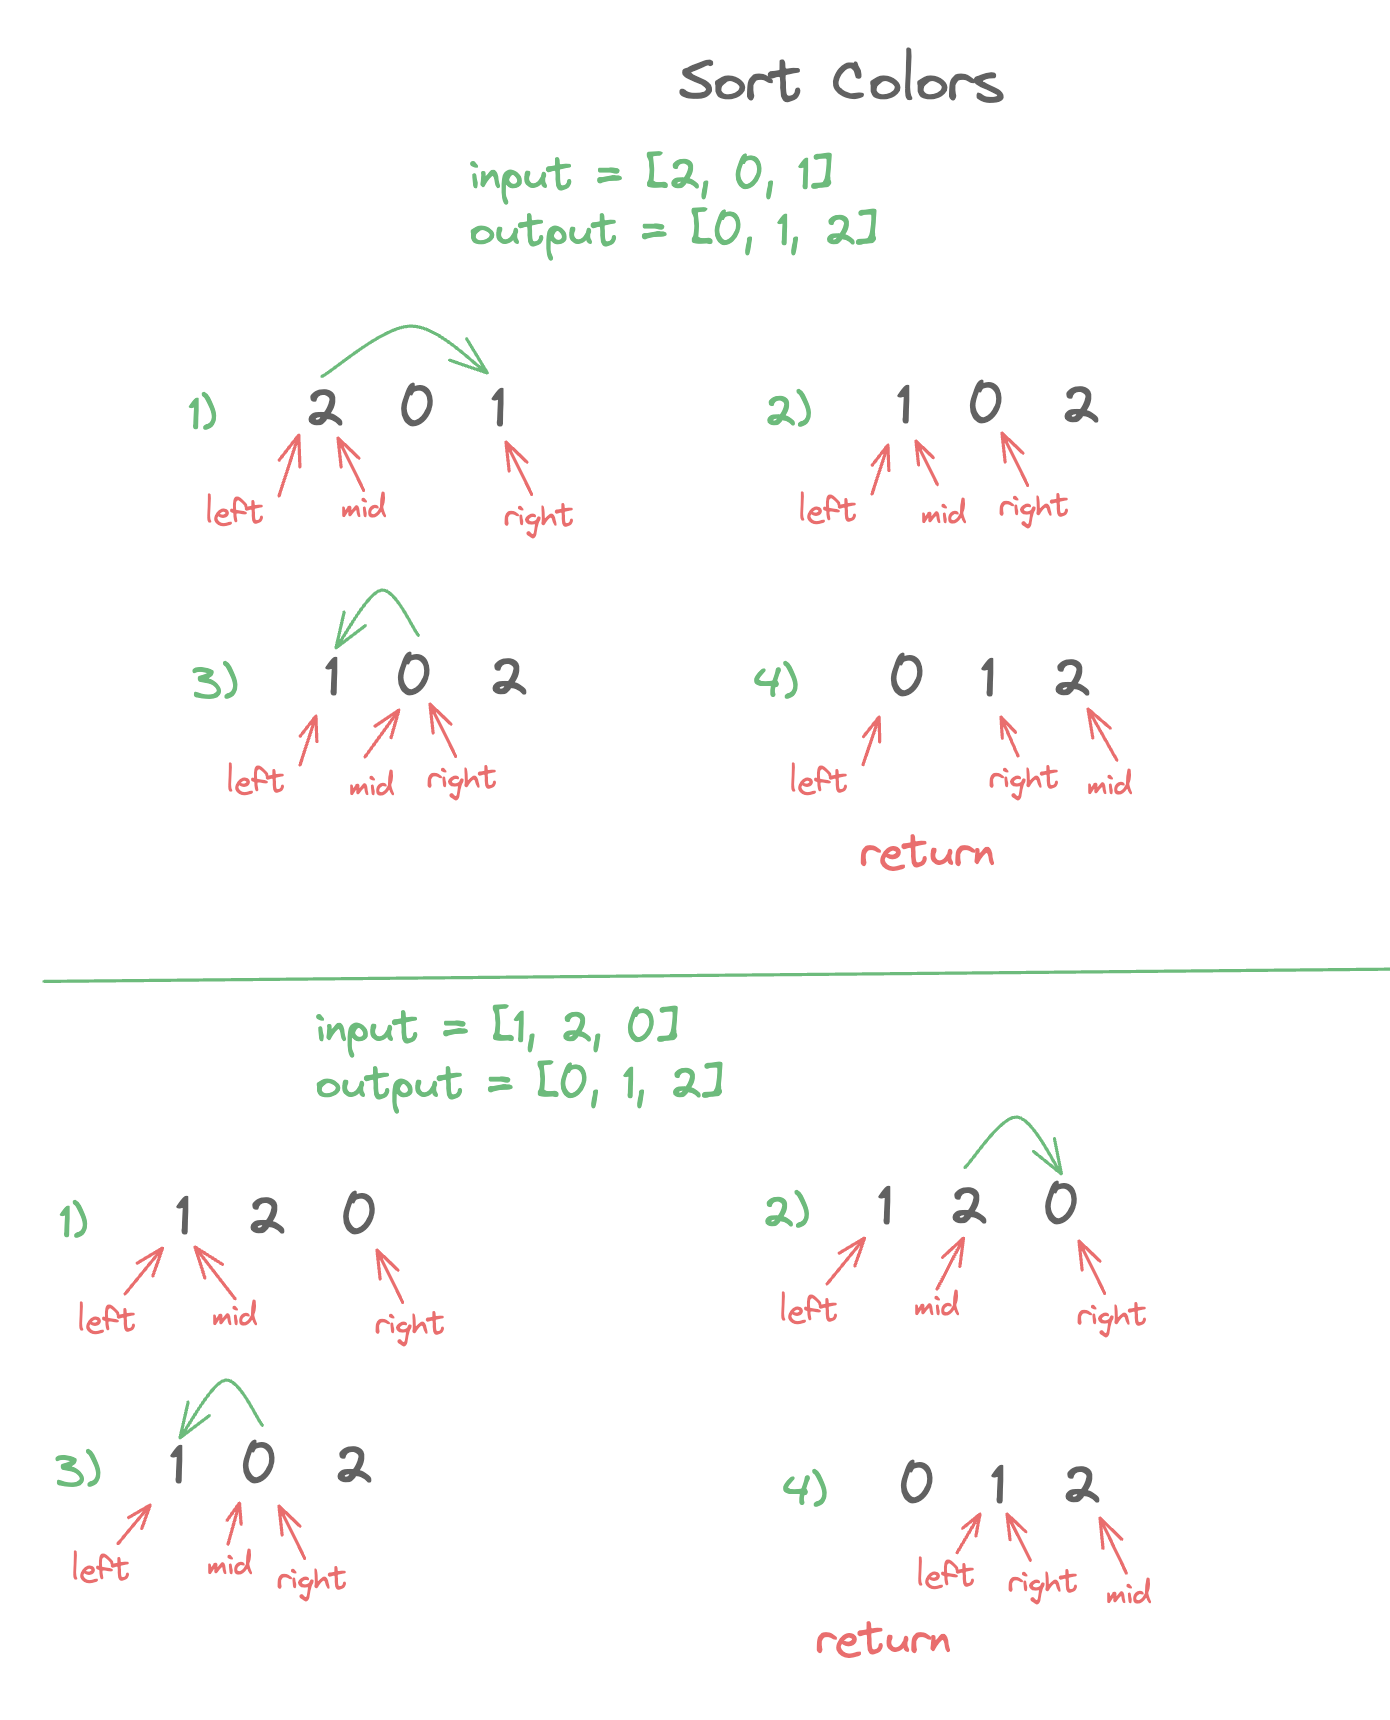 Sort Colors
input = [2, 0, 1]
output = [0, 1, 2]
1) 2 0 1
left mid right
2) 1 0 2
left mid right
3) 1 0 2
left mid right
4) 0 1 2
left right mid
return
input = [1, 2, 0]
output = [0, 1, 2]
1) 1 2 0
left mid right
2) 1 2 0
left mid right
3) 1 0 2
left mid right
4) 0 1 2
left right mid
return